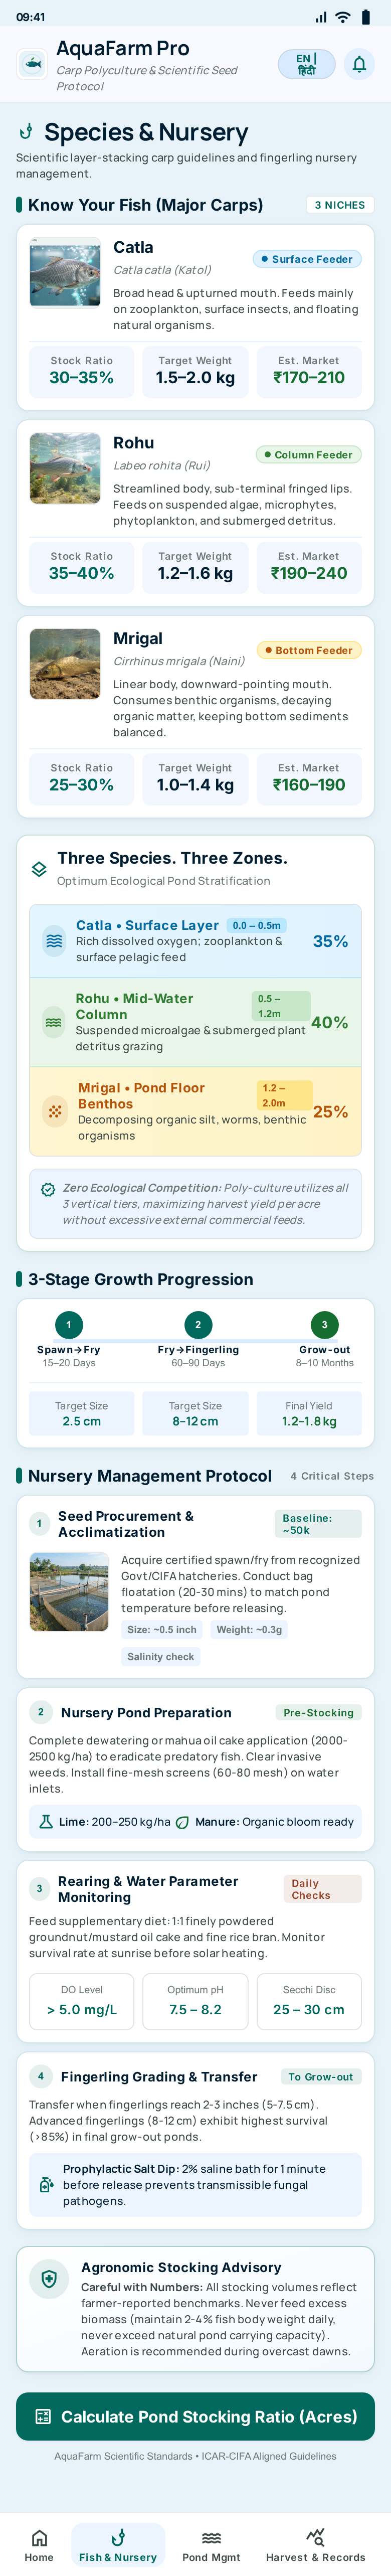 09:41
AquaFarm Pro
Carp Polyculture & Scientific Seed
Protocol
EN |
हिंदी
Species & Nursery
Scientific layer-stacking carp guidelines and fingerling nursery
management.
Know Your Fish (Major Carps)
3 NICHES
Catla
Catla catla (Katol)
Surface Feeder
Broad head & upturned mouth. Feeds mainly
on zooplankton, surface insects, and floating
natural organisms.
Stock Ratio
30–35%
Target Weight
1.5–2.0 kg
Est. Market
₹170–210
Rohu
Labeo rohita (Rui)
Column Feeder
Streamlined body, sub-terminal fringed lips.
Feeds on suspended algae, microphytes,
phytoplankton, and submerged detritus.
Stock Ratio
35–40%
Target Weight
1.2–1.6 kg
Est. Market
₹190–240
Mrigal
Cirrhinus mrigala (Naini)
Bottom Feeder
Linear body, downward-pointing mouth.
Consumes benthic organisms, decaying
organic matter, keeping bottom sediments
balanced.
Stock Ratio
25–30%
Target Weight
1.0–1.4 kg
Est. Market
₹160–190
Three Species. Three Zones.
Optimum Ecological Pond Stratification
Catla • Surface Layer
0.0 – 0.5m
Rich dissolved oxygen; zooplankton &
surface pelagic feed
35%
Rohu • Mid-Water
Column
0.5 –
1.2m
Suspended microalgae & submerged plant
detritus grazing
40%
Mrigal • Pond Floor
Benthos
1.2 –
2.0m
Decomposing organic silt, worms, benthic
organisms
25%
Zero Ecological Competition: Poly-culture utilizes all
3 vertical tiers, maximizing harvest yield per acre
without excessive external commercial feeds.
3-Stage Growth Progression
1
Spawn→Fry
15–20 Days
2
Fry→Fingerling
60–90 Days
3
Grow-out
8–10 Months
Target Size
2.5 cm
Target Size
8–12 cm
Final Yield
1.2–1.8 kg
Nursery Management Protocol
4 Critical Steps
1
Seed Procurement &
Acclimatization
Baseline:
~50k
Acquire certified spawn/fry from recognized
Govt/CIFA hatcheries. Conduct bag
floatation (20-30 mins) to match pond
temperature before releasing.
Size: ~0.5 inch
Weight: ~0.3g
Salinity check
2
Nursery Pond Preparation
Pre-Stocking
Complete dewatering or mahua oil cake application (2000-
2500 kg/ha) to eradicate predatory fish. Clear invasive
weeds. Install fine-mesh screens (60-80 mesh) on water
inlets.
Lime: 200–250 kg/ha
Manure: Organic bloom ready
3
Rearing & Water Parameter
Monitoring
Daily
Checks
Feed supplementary diet: 1:1 finely powdered
groundnut/mustard oil cake and fine rice bran. Monitor
survival rate at sunrise before solar heating.
DO Level
> 5.0 mg/L
Optimum pH
7.5 – 8.2
Secchi Disc
25 – 30 cm
4
Fingerling Grading & Transfer
To Grow-out
Transfer when fingerlings reach 2-3 inches (5-7.5 cm).
Advanced fingerlings (8-12 cm) exhibit highest survival
(>85%) in final grow-out ponds.
Prophylactic Salt Dip: 2% saline bath for 1 minute
before release prevents transmissible fungal
pathogens.
Agronomic Stocking Advisory
Careful with Numbers: All stocking volumes reflect
farmer-reported benchmarks. Never feed excess
biomass (maintain 2-4% fish body weight daily,
never exceed natural pond carrying capacity).
Aeration is recommended during overcast dawns.
Calculate Pond Stocking Ratio (Acres)
AquaFarm Scientific Standards • ICAR-CIFA Aligned Guidelines
Home
Fish & Nursery
Pond Mgmt
Harvest & Records